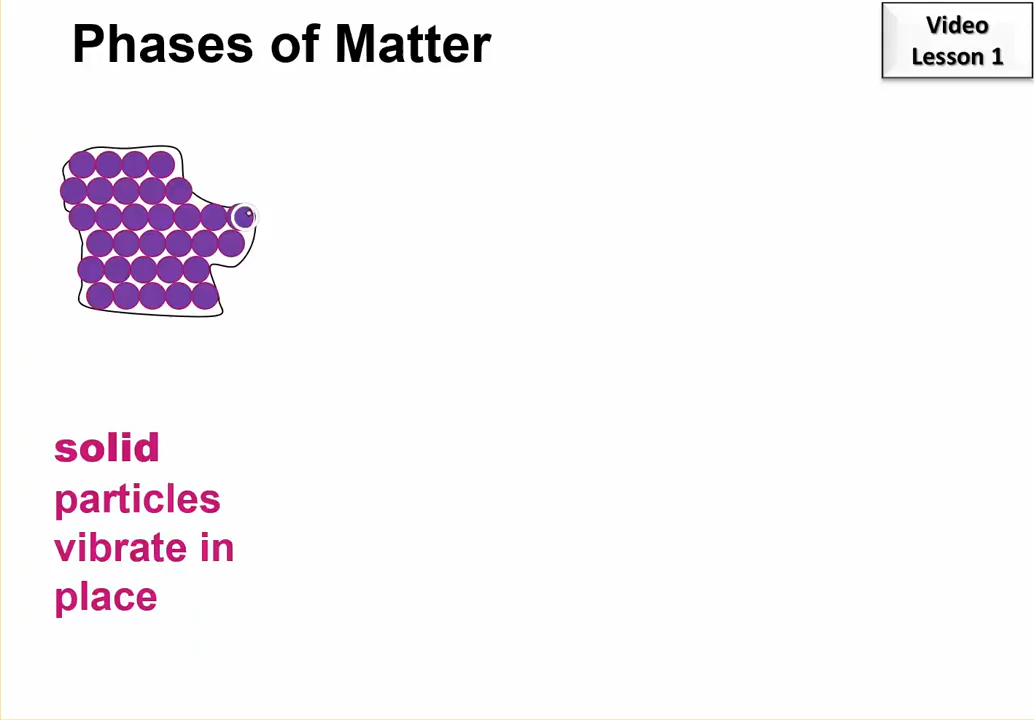 Phases of Matter
Video
Lesson 1
solid
particles
vibrate in
place